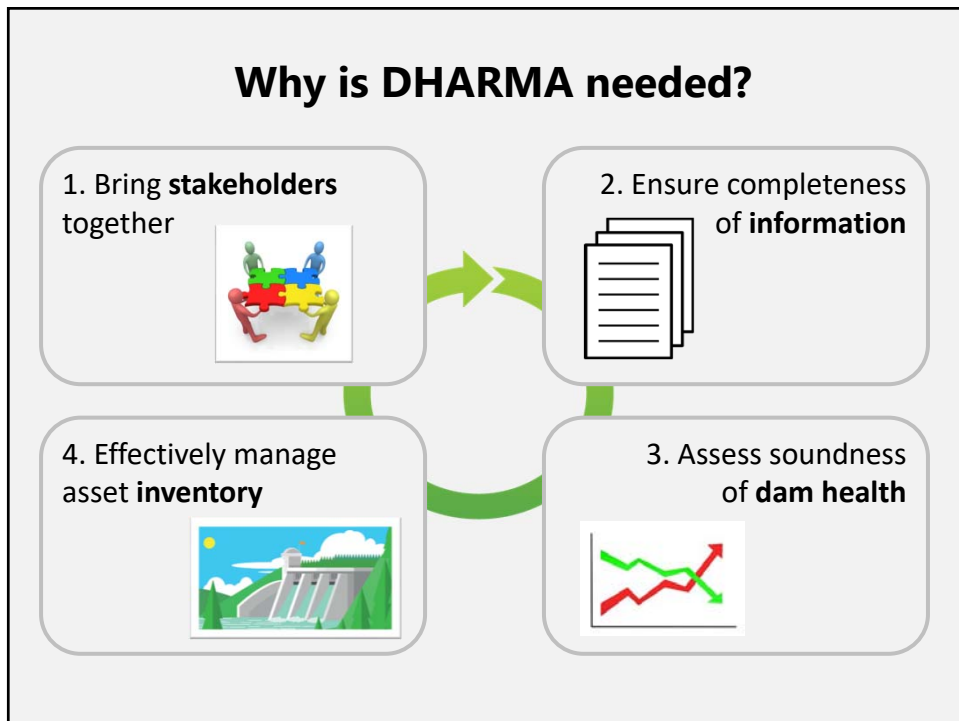 Why is DHARMA needed?
1. Bring stakeholders
together
2. Ensure completeness
of information
3. Assess soundness
of dam health
4. Effectively manage
asset inventory